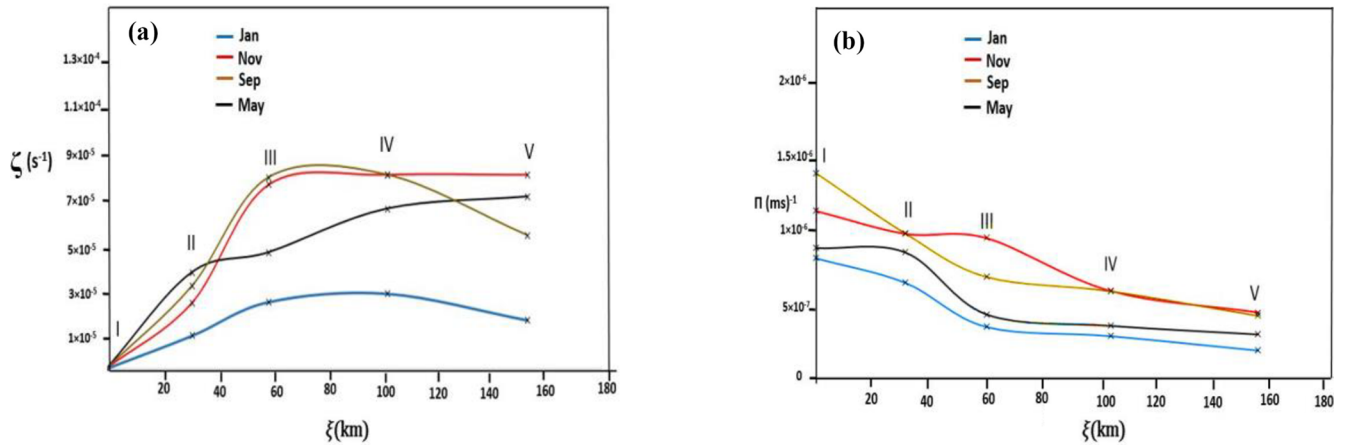 (a)
Jan
Nov
Sep
May
1.3×10⁻⁴
1.1×10⁻⁴
9×10⁻⁵
7×10⁻⁵
5×10⁻⁵
3×10⁻⁵
1×10⁻⁵
ζ (s⁻¹)
I
II
III
IV
V
20 40 60 80 100 120 140 160 180
ξ(km)
(b)
Jan
Nov
Sep
May
2×10⁻⁶
1.5×10⁻⁵
Π (ms)⁻¹
1×10⁻⁶
5×10⁻⁷
0
I
II
III
IV
V
20 40 60 80 100 120 140 160 180
ξ(km)